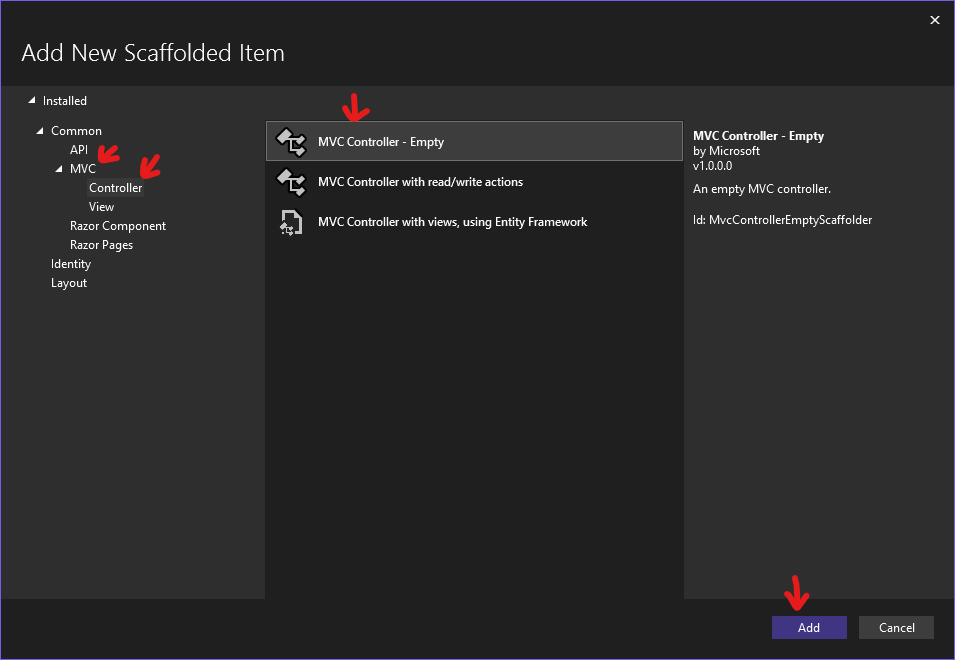 Add New Scaffolded Item
Installed
Common
API
MVC
Controller
View
Razor Component
Razor Pages
Identity
Layout
MVC Controller - Empty
MVC Controller with read/write actions
MVC Controller with views, using Entity Framework
MVC Controller - Empty
by Microsoft
v1.0.0.0
An empty MVC controller.
Id: MvcControllerEmptyScaffolder
Add
Cancel